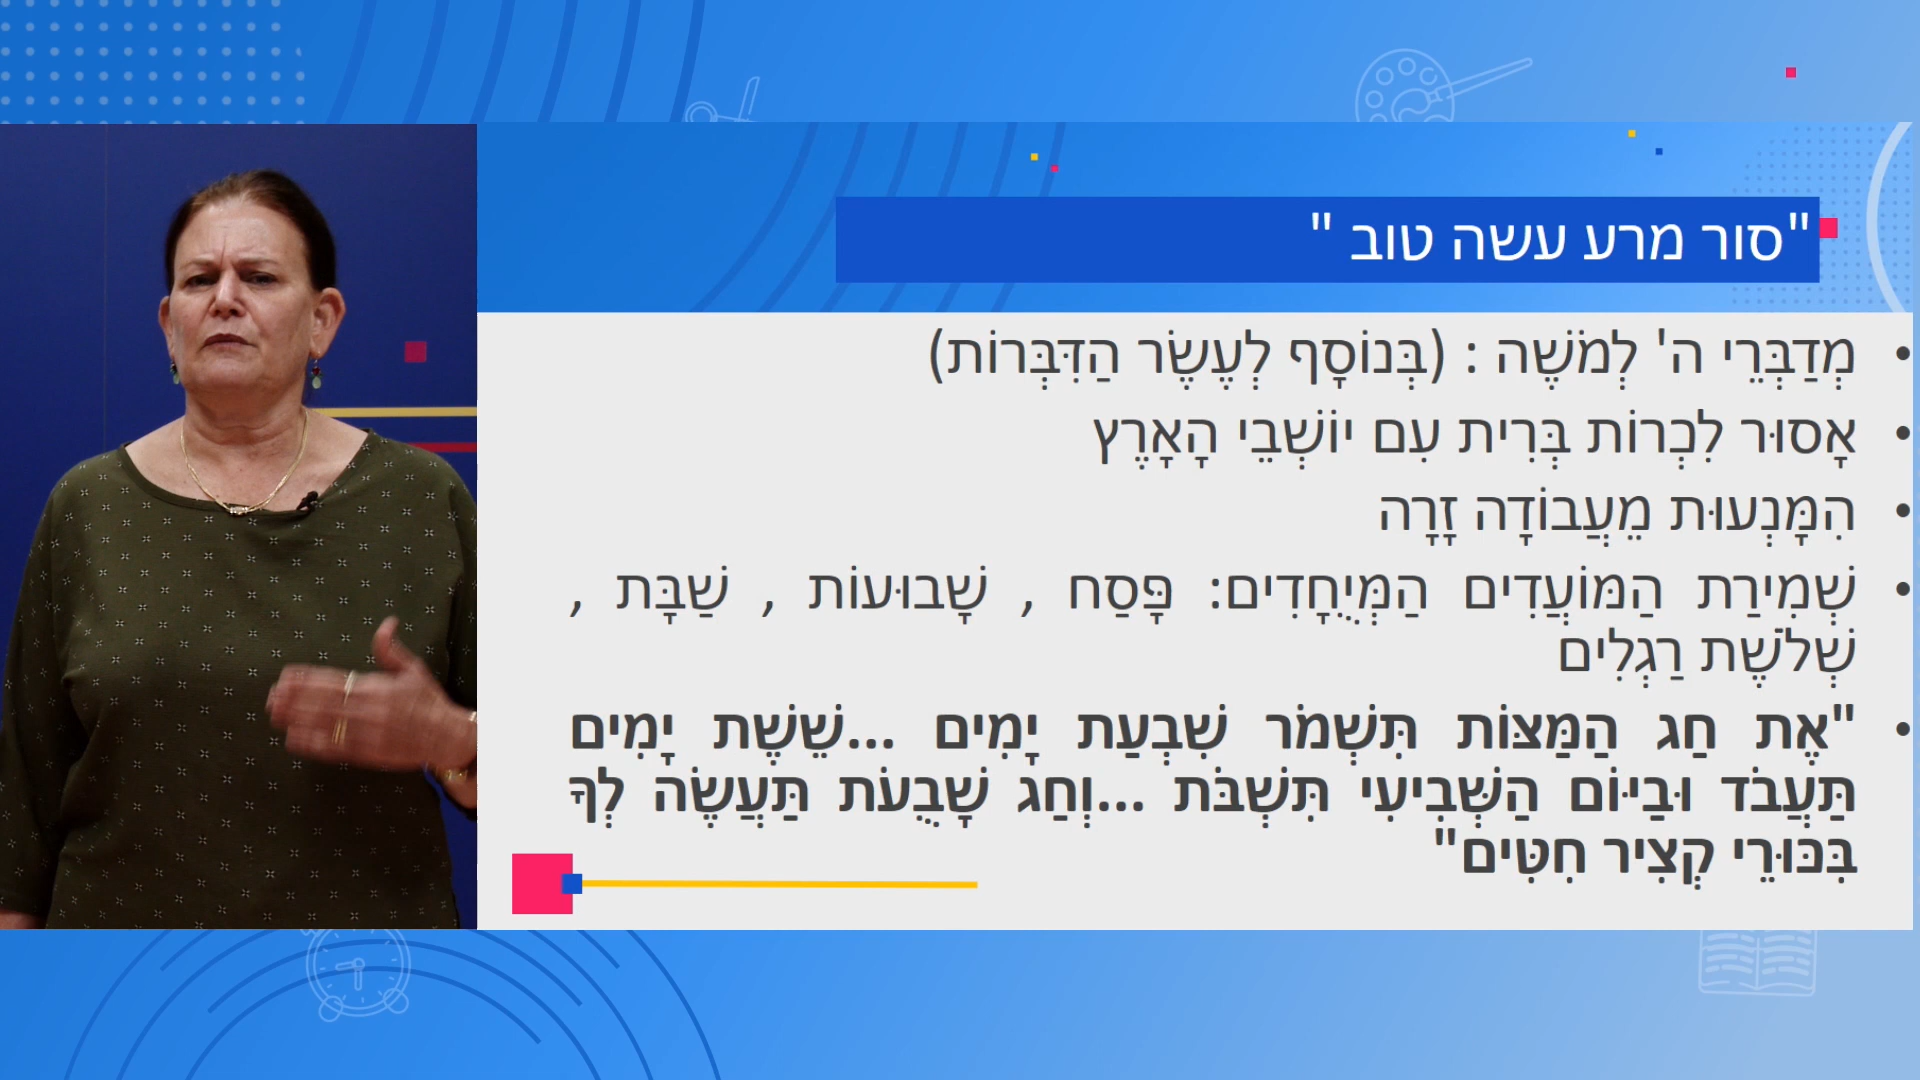 "סור מרע עשה טוב "
• מְדַבְּרֵי ה' לְמֹשֶׁה : (בְּנוֹסָף לְעֶשֶׂר הַדִּבְּרוֹת)
• אָסוּר לִכְרוֹת בְּרִית עִם יוֹשְׁבֵי הָאָרֶץ
• הִמָּנְעוּת מֵעֲבוֹדָה זָרָה
• שְׁמִירַת הַמּוֹעֲדִים הַמְּיֻחָדִים: פָּסַח , שָׁבוּעוֹת , שַׁבָּת ,
שְׁלֹשֶׁת רַגְלִים
• "אֶת חַג הַמַּצּוֹת תִּשְׁמֹר שִׁבְעַת יָמִים ...שֵׁשֶׁת יָמִים
תַּעֲבֹד וּבַיּוֹם הַשְּׁבִיעִי תִּשְׁבֹּת ...וְחַג שָׁבֻעֹת תַּעֲשֶׂה לְךָ
בִּכּוּרֵי קְצִיר חִטִּים"